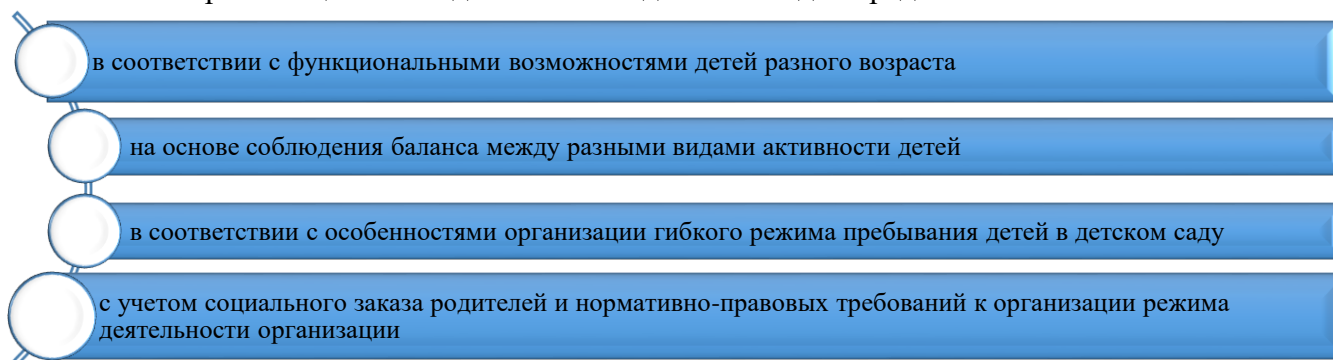 в соответствии с функциональными возможностями детей разного возраста
на основе соблюдения баланса между разными видами активности детей
в соответствии с особенностями организации гибкого режима пребывания детей в детском саду
с учетом социального заказа родителей и нормативно-правовых требований к организации режима
деятельности организации